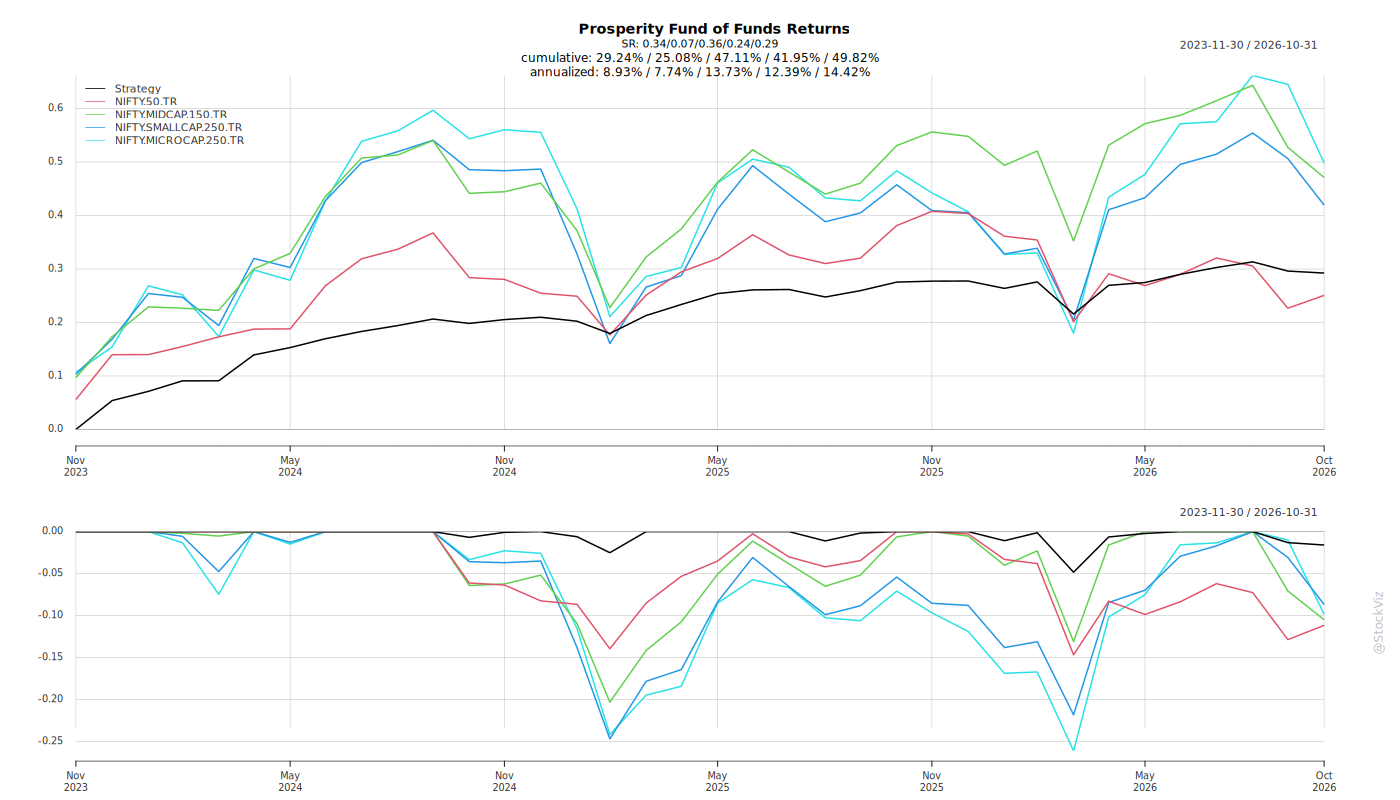 Prosperity Fund of Funds Returns
SR: 0.34/0.07/0.36/0.24/0.29
cumulative: 29.24% / 25.08% / 47.11% / 41.95% / 49.82%
annualized: 8.93% / 7.74% / 13.73% / 12.39% / 14.42%
2023-11-30 / 2026-10-31
Strategy
NIFTY.50.TR
NIFTY.MIDCAP.150.TR
NIFTY.SMALLCAP.250.TR
NIFTY.MICROCAP.250.TR
0.6
0.5
0.4
0.3
0.2
0.1
0.0
Nov May Nov May Nov May Oct
2023 2024 2024 2025 2025 2026 2026
2023-11-30 / 2026-10-31
0.00
-0.05
-0.10
-0.15
-0.20
-0.25
Nov May Nov May Nov May Oct
2023 2024 2024 2025 2025 2026 2026
@StockViz